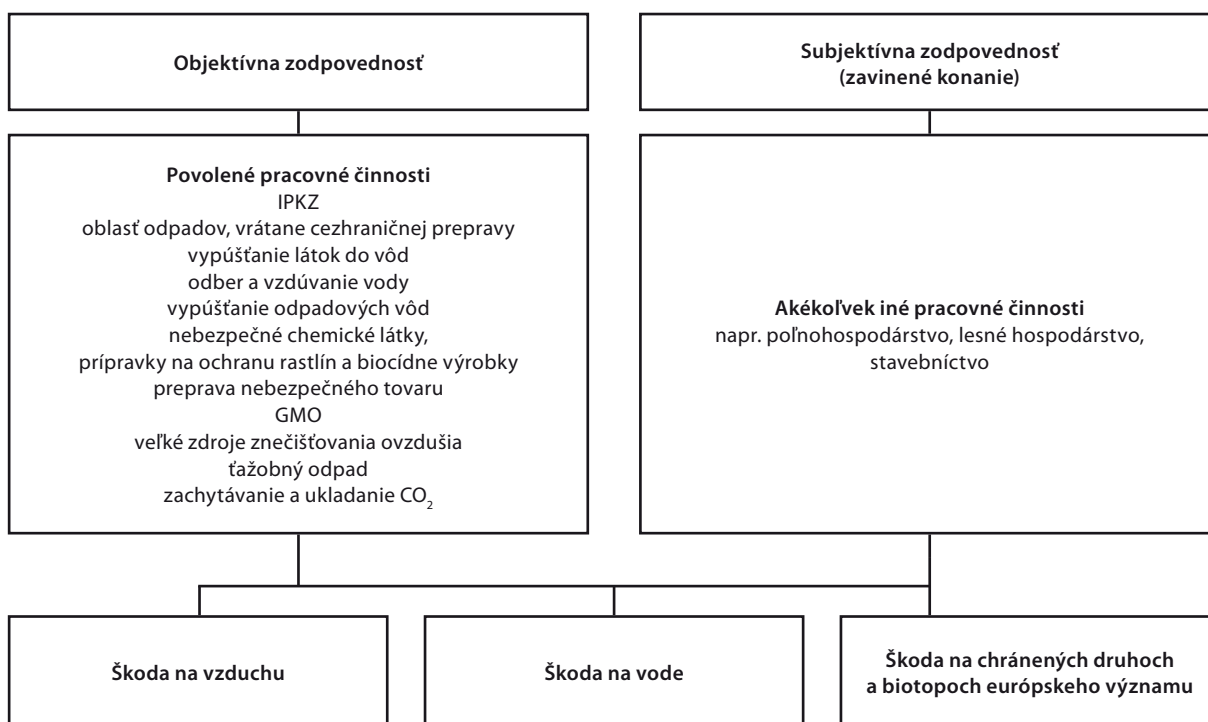 Objektívna zodpovednosť
Subjektívna zodpovednosť
(zavinené konanie)
Povolené pracovné činnosti
IPKZ
oblasť odpadov, vrátane cezhraničnej prepravy
vypúšťanie látok do vôd
odber a vzdúvanie vody
vypúšťanie odpadových vôd
nebezpečné chemické látky,
prípravky na ochranu rastlín a biocídne výrobky
preprava nebezpečného tovaru
GMO
veľké zdroje znečišťovania ovzdušia
ťažobný odpad
zachytávanie a ukladanie CO₂
Akékoľvek iné pracovné činnosti
napr. poľnohospodárstvo, lesné hospodárstvo,
stavebníctvo
Škoda na vzduchu
Škoda na vode
Škoda na chránených druhoch
a biotopoch európskeho významu